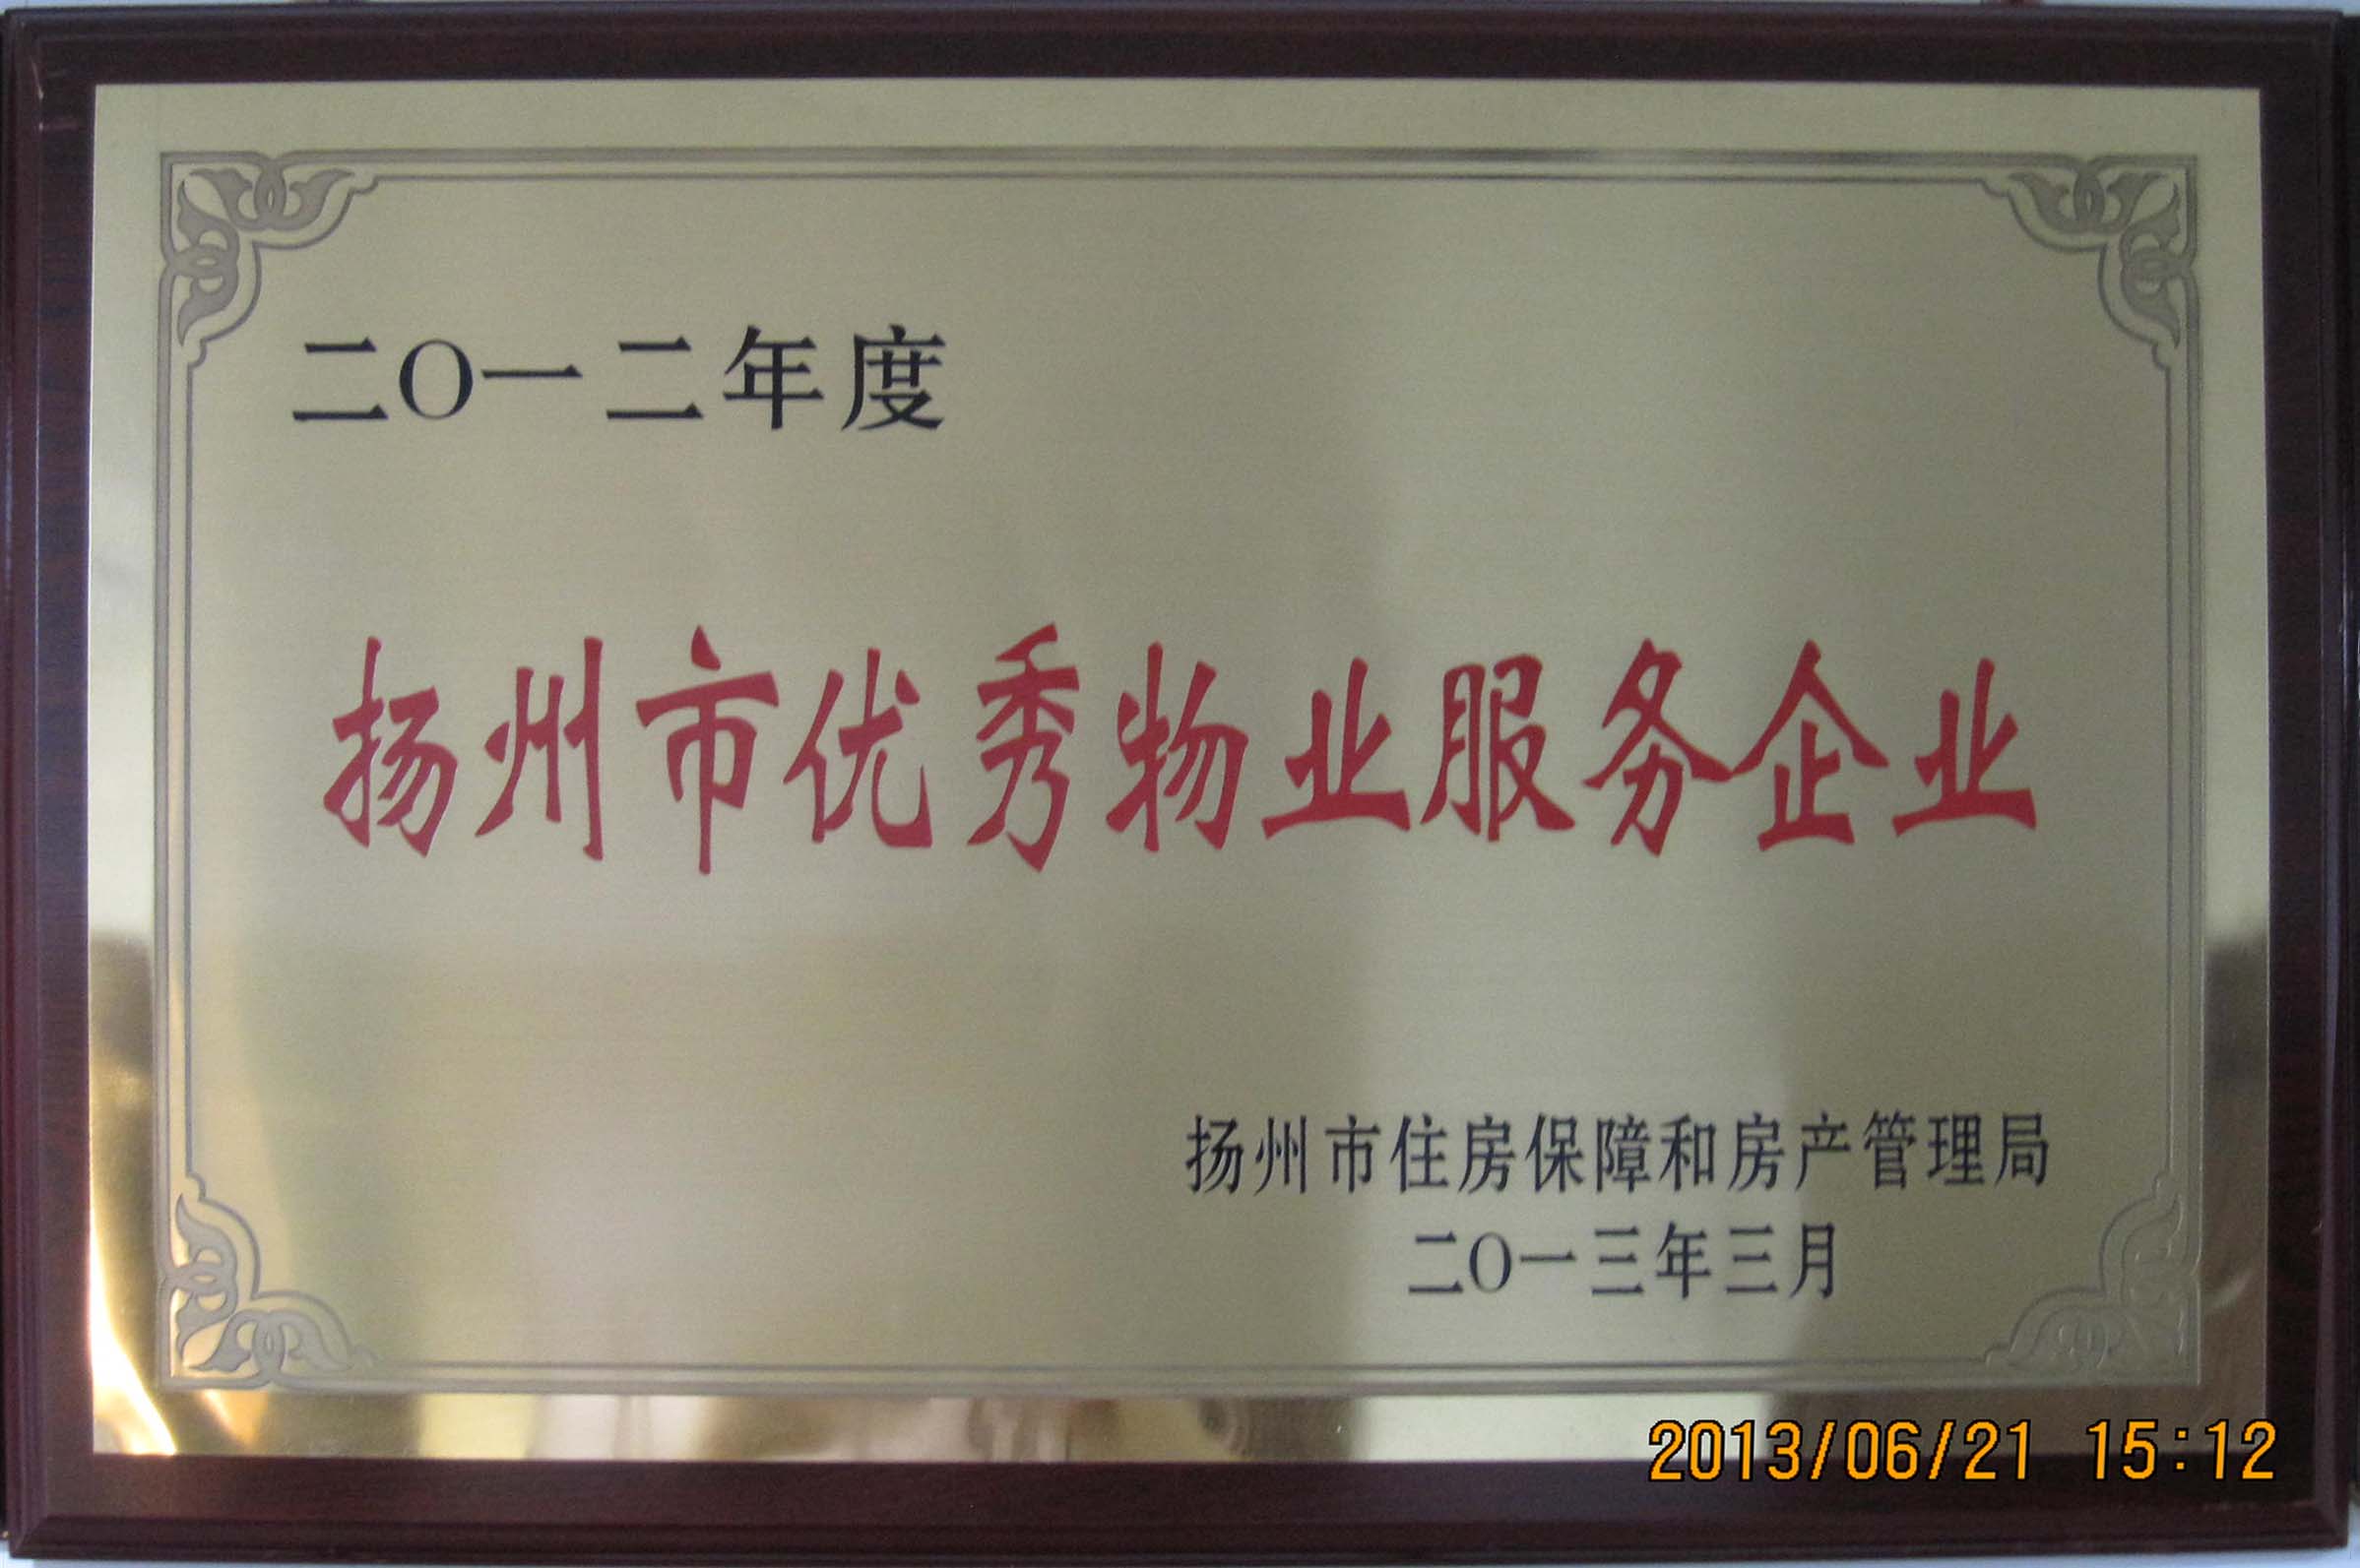 二〇一二年度
扬州市优秀物业服务企业
扬州市住房保障和房产管理局
二〇一三年三月
2013/06/21 15:12